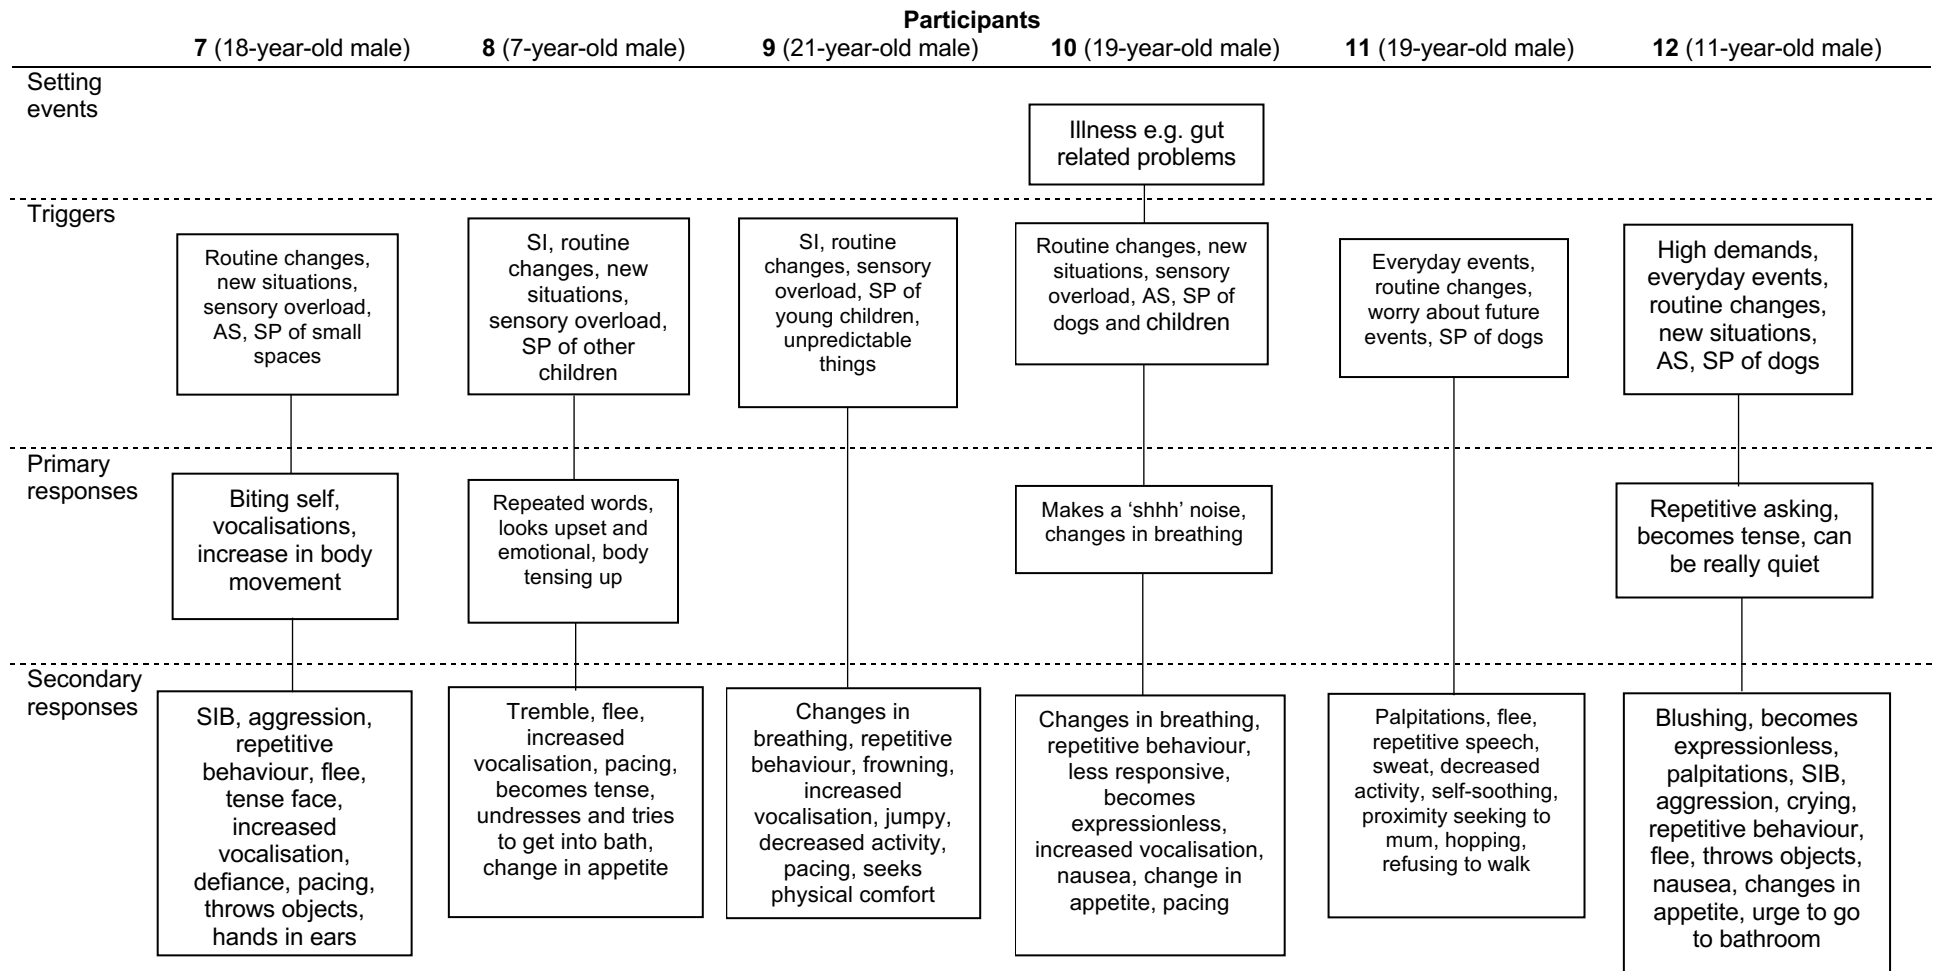 Participants
7 (18-year-old male)
8 (7-year-old male)
9 (21-year-old male)
10 (19-year-old male)
11 (19-year-old male)
12 (11-year-old male)
Setting
events
Illness e.g. gut
related problems
Triggers
Routine changes,
new situations,
sensory overload,
AS, SP of small
spaces
SI, routine
changes, new
situations,
sensory overload,
SP of other
children
SI, routine
changes, sensory
overload, SP of
young children,
unpredictable
things
Routine changes, new
situations, sensory
overload, AS, SP of
dogs and children
Everyday events,
routine changes,
worry about future
events, SP of dogs
High demands,
everyday events,
routine changes,
new situations,
AS, SP of dogs
Primary
responses
Biting self,
vocalisations,
increase in body
movement
Repeated words,
looks upset and
emotional, body
tensing up
Makes a ‘shhh’ noise,
changes in breathing
Repetitive asking,
becomes tense, can
be really quiet
Secondary
responses
SIB, aggression,
repetitive
behaviour, flee,
tense face,
increased
vocalisation,
defiance, pacing,
throws objects,
hands in ears
Tremble, flee,
increased
vocalisation, pacing,
becomes tense,
undresses and tries
to get into bath,
change in appetite
Changes in
breathing, repetitive
behaviour, frowning,
increased
vocalisation, jumpy,
decreased activity,
pacing, seeks
physical comfort
Changes in breathing,
repetitive behaviour,
less responsive,
becomes
expressionless,
increased vocalisation,
nausea, change in
appetite, pacing
Palpitations, flee,
repetitive speech,
sweat, decreased
activity, self-soothing,
proximity seeking to
mum, hopping,
refusing to walk
Blushing, becomes
expressionless,
palpitations, SIB,
aggression, crying,
repetitive behaviour,
flee, throws objects,
nausea, changes in
appetite, urge to go
to bathroom